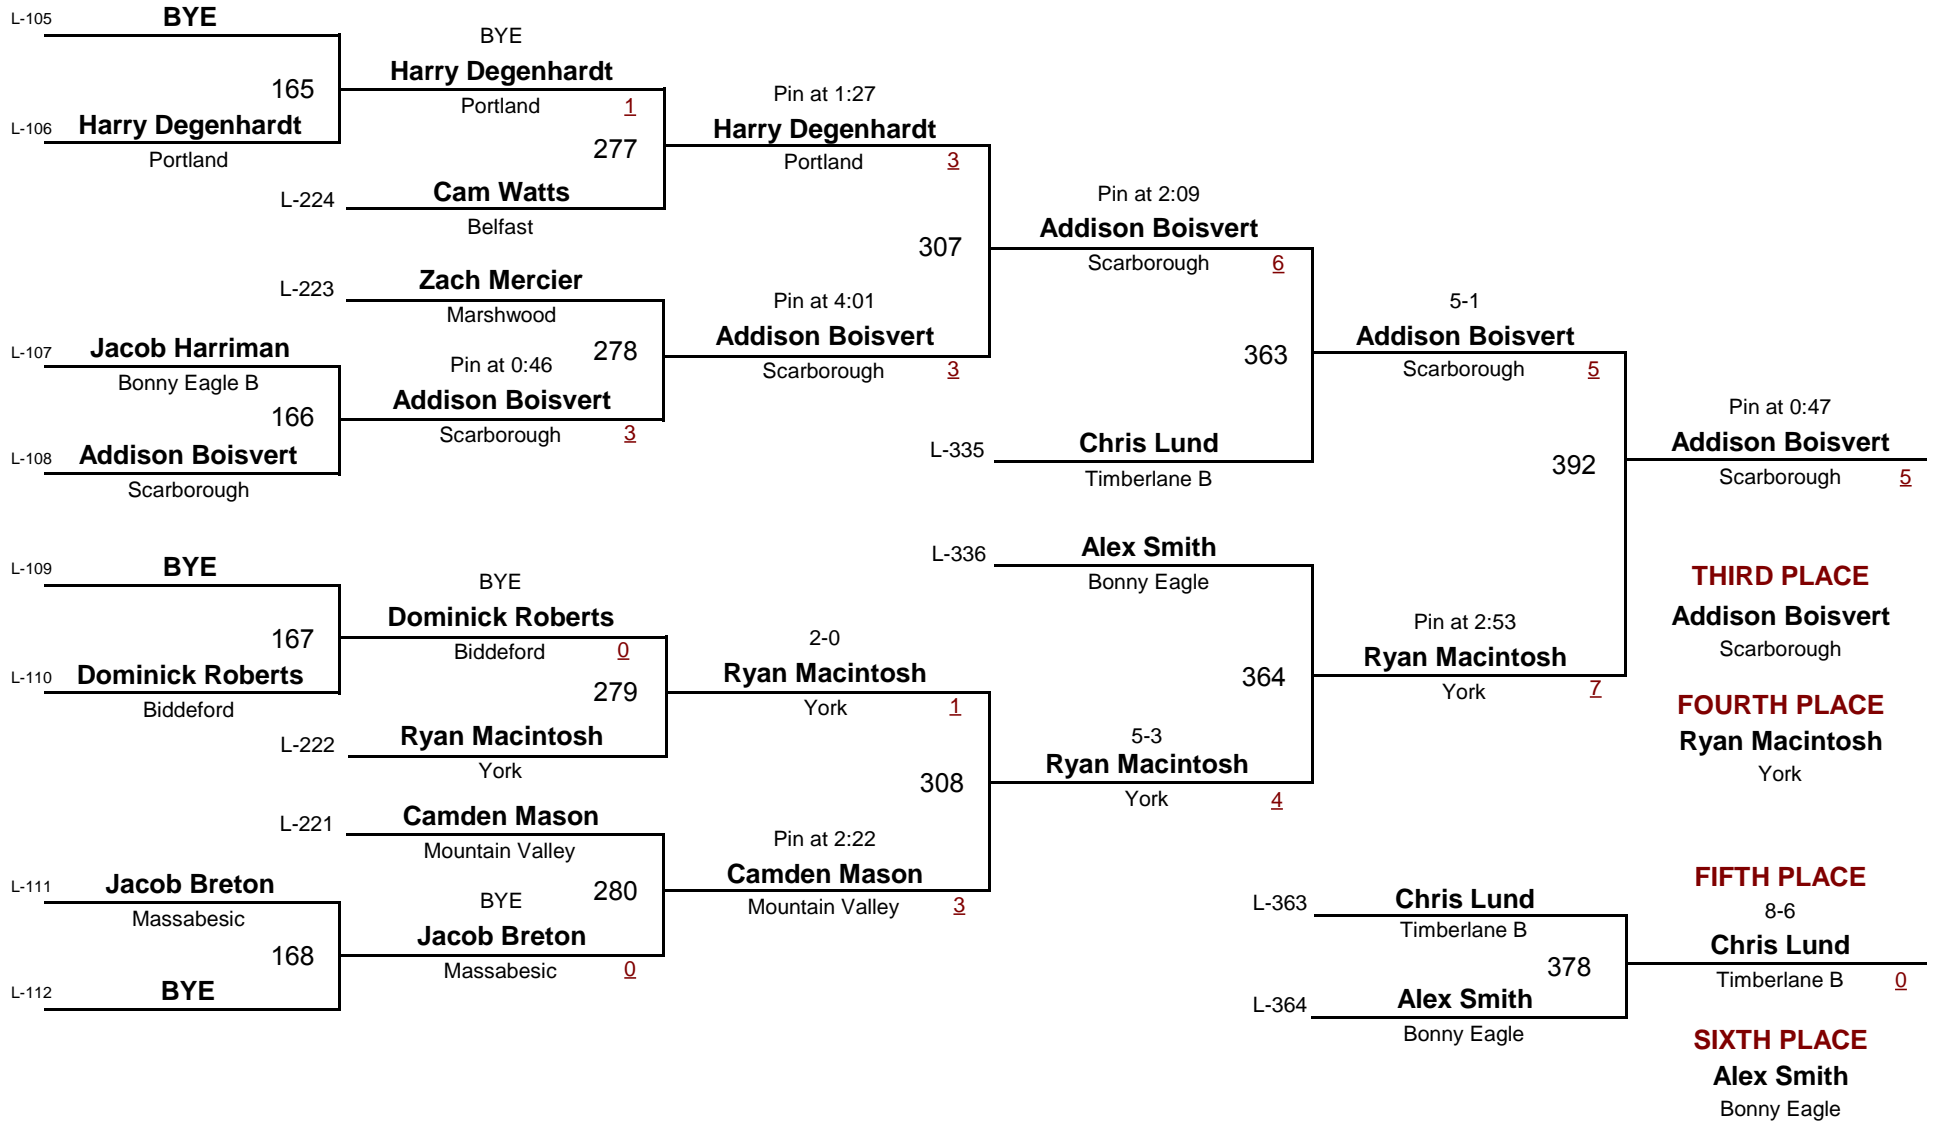 L-105
BYE
165
L-106
Harry Degenhardt
Portland
BYE
Harry Degenhardt
Portland
1
277
L-224
Cam Watts
Belfast
Pin at 1:27
Harry Degenhardt
Portland
3
L-223
Zach Mercier
Marshwood
278
L-107
Jacob Harriman
Bonny Eagle B
166
L-108
Addison Boisvert
Scarborough
Pin at 0:46
Addison Boisvert
Scarborough
3
Pin at 4:01
Addison Boisvert
Scarborough
3
307
Pin at 2:09
Addison Boisvert
Scarborough
6
363
L-335
Chris Lund
Timberlane B
5-1
Addison Boisvert
Scarborough
5
392
Pin at 0:47
Addison Boisvert
Scarborough
5
L-109
BYE
167
L-110
Dominick Roberts
Biddeford
BYE
Dominick Roberts
Biddeford
0
279
L-222
Ryan Macintosh
York
2-0
Ryan Macintosh
York
1
L-221
Camden Mason
Mountain Valley
280
L-111
Jacob Breton
Massabesic
168
L-112
BYE
BYE
Jacob Breton
Massabesic
0
Pin at 2:22
Camden Mason
Mountain Valley
3
308
L-336
Alex Smith
Bonny Eagle
364
5-3
Ryan Macintosh
York
4
Pin at 2:53
Ryan Macintosh
York
7
THIRD PLACE
Addison Boisvert
Scarborough
FOURTH PLACE
Ryan Macintosh
York
L-363
Chris Lund
Timberlane B
378
L-364
Alex Smith
Bonny Eagle
FIFTH PLACE
8-6
Chris Lund
Timberlane B
0
SIXTH PLACE
Alex Smith
Bonny Eagle